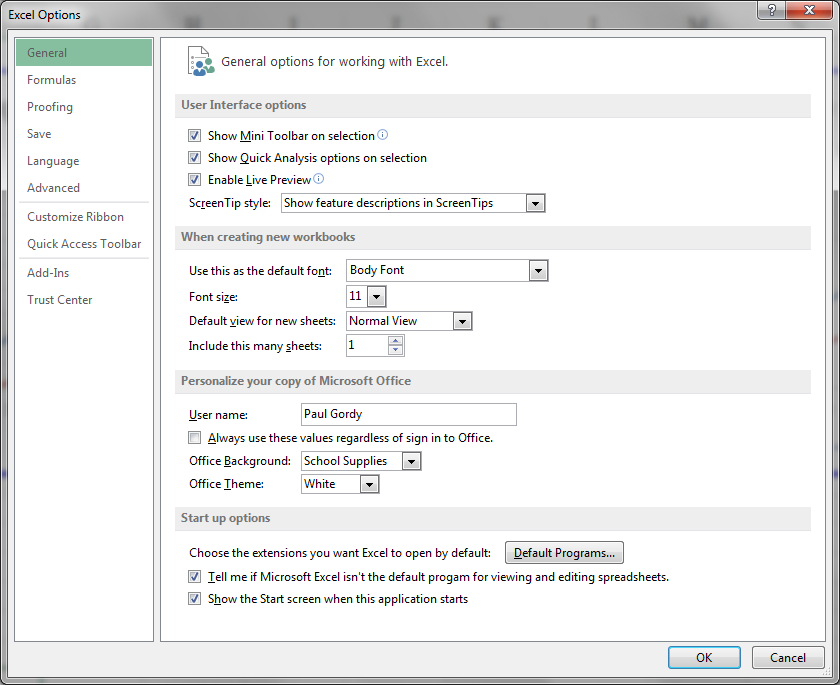 Excel Options
General
Formulas
Proofing
Save
Language
Advanced
Customize Ribbon
Quick Access Toolbar
Add-Ins
Trust Center
General options for working with Excel.
User Interface options
Show Mini Toolbar on selection
Show Quick Analysis options on selection
Enable Live Preview
ScreenTip style: Show feature descriptions in ScreenTips
When creating new workbooks
Use this as the default font: Body Font
Font size: 11
Default view for new sheets: Normal View
Include this many sheets: 1
Personalize your copy of Microsoft Office
User name: Paul Gordy
Always use these values regardless of sign in to Office.
Office Background: School Supplies
Office Theme: White
Start up options
Choose the extensions you want Excel to open by default: Default Programs...
Tell me if Microsoft Excel isn't the default progam for viewing and editing spreadsheets.
Show the Start screen when this application starts
OK Cancel